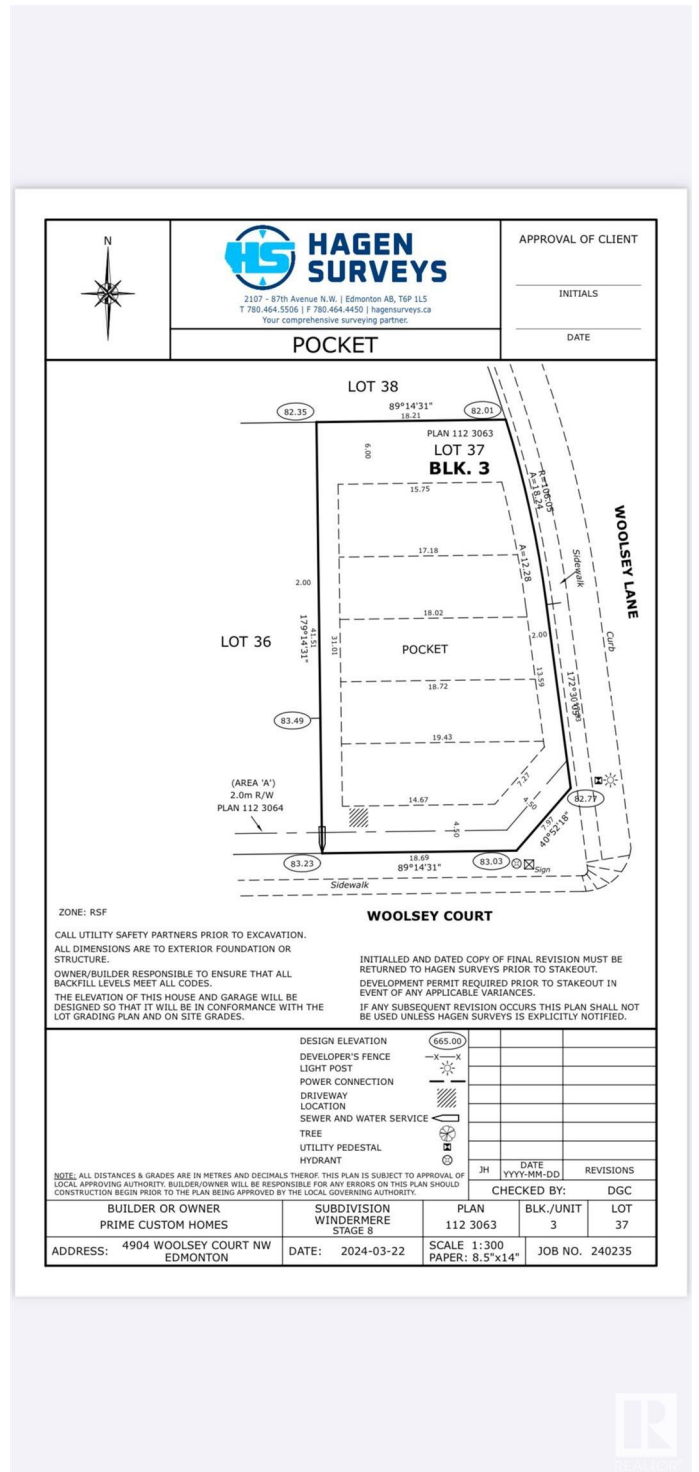 N
HS
HAGEN
SURVEYS
2107 - 87th Avenue N.W. | Edmonton AB, T6P 1L5
T 780.464.5506 | F 780.464.4450 | hagensurveys.ca
Your comprehensive surveying partner.
POCKET
APPROVAL OF CLIENT
INITIALS
DATE
LOT 38
82.35
89°14'31"
18.21
82.01
PLAN 112 3063
LOT 37
BLK. 3
6.00
15.75
R=106.05
A=18.24
17.18
A=12.28
WOOLSEY LANE
Sidewalk
2.00
18.02
LOT 36
179°14'31"
41.51
31.01
POCKET
2.00
Curb
18.72
13.59
172°30'05"
83.49
19.43
7.27
(AREA 'A')
2.0m R/W
PLAN 112 3064
14.67
4.50
4.50
82.77
7.97
40°52'18"
83.23
18.69
89°14'31"
83.03
Sign
Sidewalk
ZONE: RSF
WOOLSEY COURT
CALL UTILITY SAFETY PARTNERS PRIOR TO EXCAVATION.
ALL DIMENSIONS ARE TO EXTERIOR FOUNDATION OR
STRUCTURE.
OWNER/BUILDER RESPONSIBLE TO ENSURE THAT ALL
BACKFILL LEVELS MEET ALL CODES.
THE ELEVATION OF THIS HOUSE AND GARAGE WILL BE
DESIGNED SO THAT IT WILL BE IN CONFORMANCE WITH THE
LOT GRADING PLAN AND ON SITE GRADES.
INITIALLED AND DATED COPY OF FINAL REVISION MUST BE
RETURNED TO HAGEN SURVEYS PRIOR TO STAKEOUT.
DEVELOPMENT PERMIT REQUIRED PRIOR TO STAKEOUT IN
EVENT OF ANY APPLICABLE VARIANCES.
IF ANY SUBSEQUENT REVISION OCCURS THIS PLAN SHALL NOT
BE USED UNLESS HAGEN SURVEYS IS EXPLICITLY NOTIFIED.
DESIGN ELEVATION 665.00
DEVELOPER'S FENCE —X—X
LIGHT POST
POWER CONNECTION
DRIVEWAY
LOCATION
SEWER AND WATER SERVICE
TREE
UTILITY PEDESTAL
HYDRANT
JH
DATE
YYYY-MM-DD
REVISIONS
NOTE: ALL DISTANCES & GRADES ARE IN METRES AND DECIMALS THEROF. THIS PLAN IS SUBJECT TO APPROVAL OF
LOCAL APPROVING AUTHORITY. BUILDER/OWNER WILL BE RESPONSIBLE FOR ANY ERRORS ON THIS PLAN SHOULD
CONSTRUCTION BEGIN PRIOR TO THE PLAN BEING APPROVED BY THE LOCAL GOVERNING AUTHORITY.
CHECKED BY: DGC
BUILDER OR OWNER
PRIME CUSTOM HOMES
SUBDIVISION
WINDERMERE
STAGE 8
PLAN
112 3063
BLK./UNIT
3
LOT
37
ADDRESS: 4904 WOOLSEY COURT NW
EDMONTON
DATE: 2024-03-22
SCALE 1:300
PAPER: 8.5"x14"
JOB NO. 240235
R
REALTOR